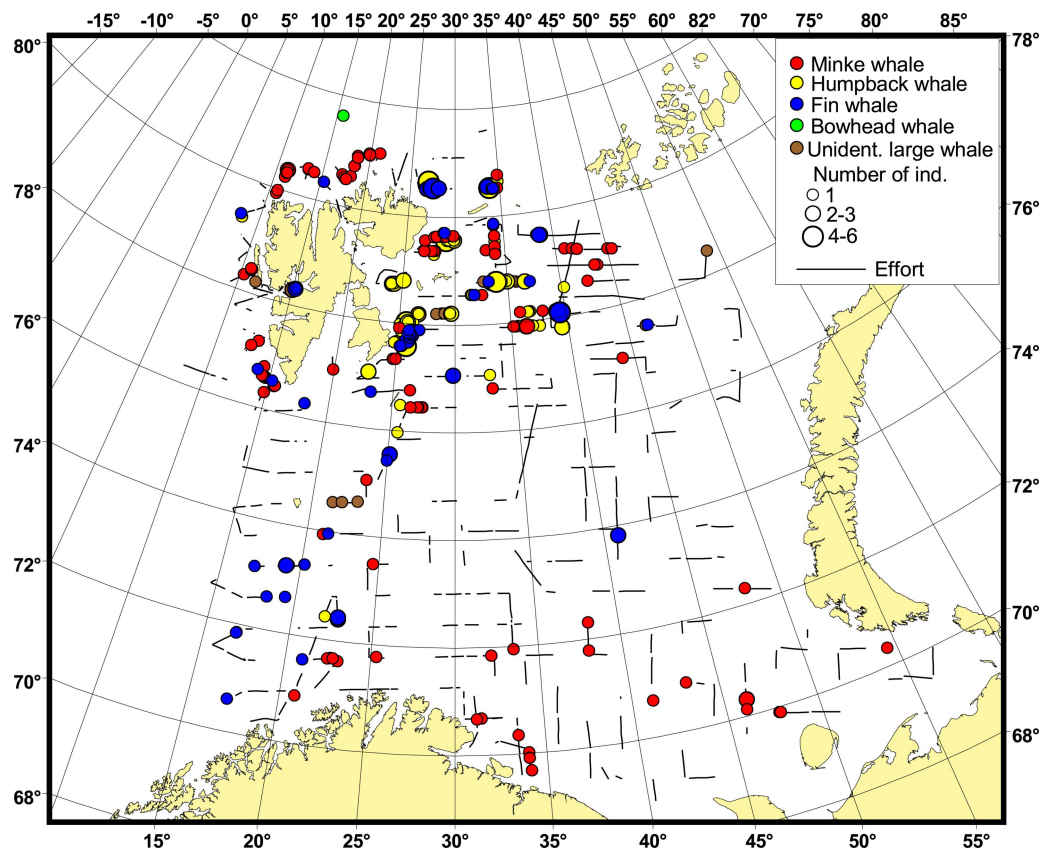 -15° -10° -5° 0° 5° 10° 15° 20° 25° 30° 35° 40° 45° 50° 55° 60° 82° 70° 75° 80° 85°
80° 78°
Minke whale
Humpback whale
Fin whale
Bowhead whale
Unident. large whale
Number of ind.
1
2-3
4-6
Effort
78° 76°
76° 74°
74° 72°
72° 70°
70° 68°
68°
15° 20° 25° 30° 35° 40° 45° 50° 55°